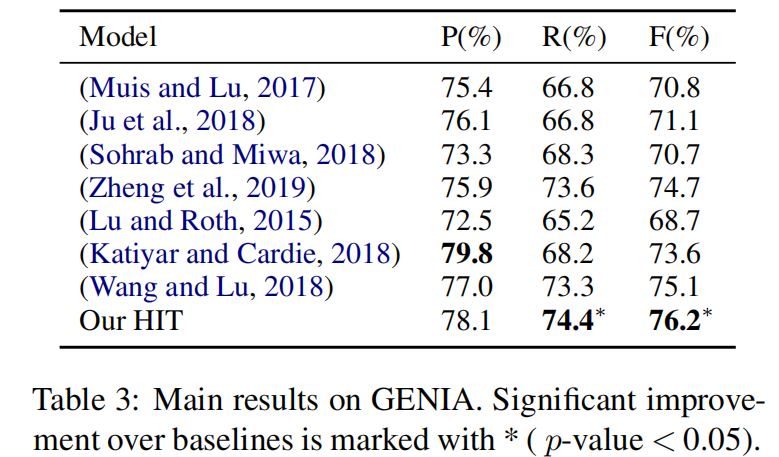 Model P(%) R(%) F(%)
(Muis and Lu, 2017) 75.4 66.8 70.8
(Ju et al., 2018) 76.1 66.8 71.1
(Sohrab and Miwa, 2018) 73.3 68.3 70.7
(Zheng et al., 2019) 75.9 73.6 74.7
(Lu and Roth, 2015) 72.5 65.2 68.7
(Katiyar and Cardie, 2018) 79.8 68.2 73.6
(Wang and Lu, 2018) 77.0 73.3 75.1
Our HIT 78.1 74.4* 76.2*
Table 3: Main results on GENIA. Significant improve-
ment over baselines is marked with * ( p-value < 0.05).